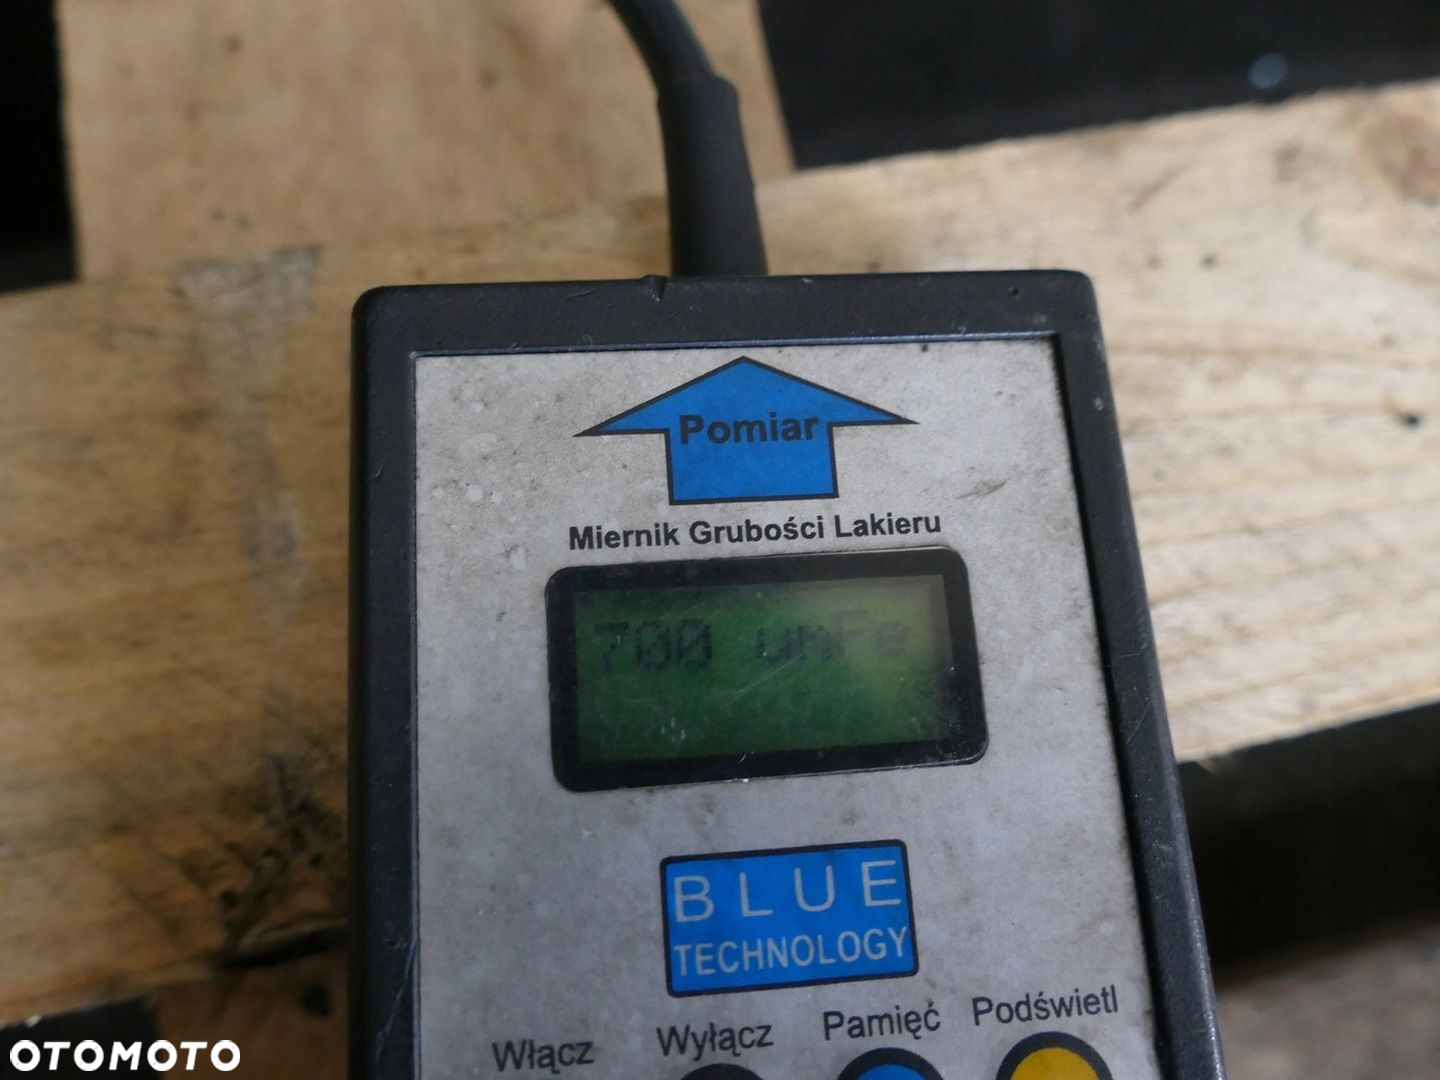 Pomiar
Miernik Grubości Lakieru
700 umFe
BLUE
TECHNOLOGY
Włącz Wyłącz Pamięć Podświetl
OTOMOTO